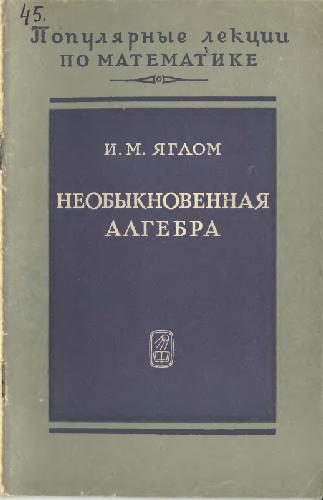 45.
Популярные лекции
ПО МАТЕМАТИКЕ
И. М. ЯГЛОМ
НЕОБЫКНОВЕННАЯ
АЛГЕБРА